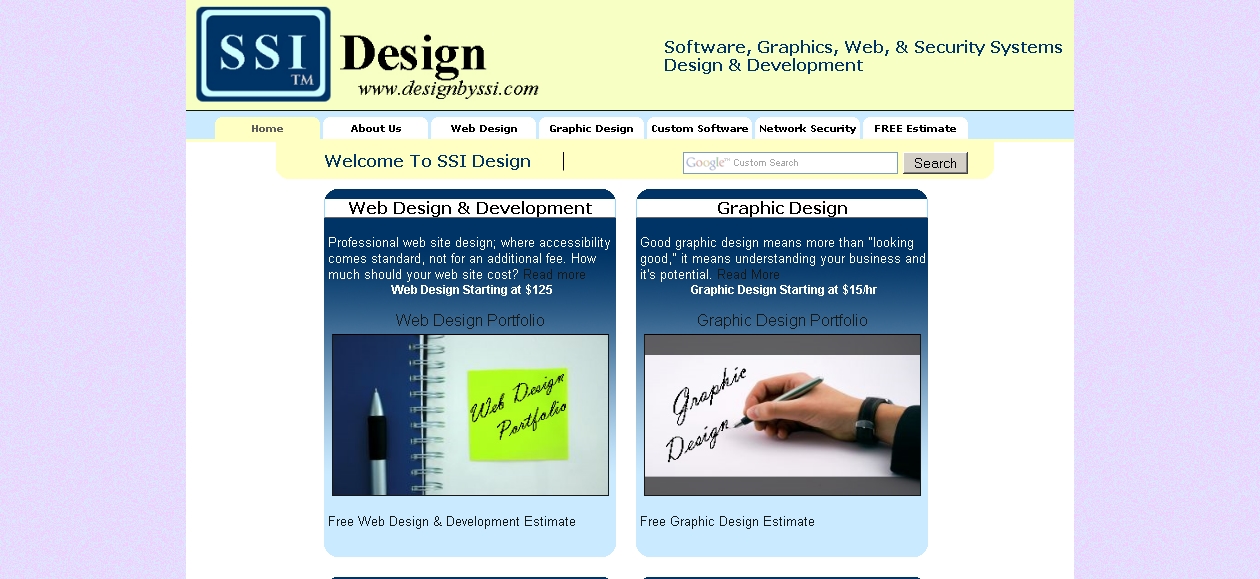 SSI TM
Design
www.designbyssi.com
Software, Graphics, Web, & Security Systems
Design & Development
Home
About Us
Web Design
Graphic Design
Custom Software
Network Security
FREE Estimate
Welcome To SSI Design
Google™ Custom Search
Search
Web Design & Development
Professional web site design; where accessibility
comes standard, not for an additional fee. How
much should your web site cost? Read more
Web Design Starting at $125
Web Design Portfolio
Web Design
Portfolio
Free Web Design & Development Estimate
Graphic Design
Good graphic design means more than "looking
good," it means understanding your business and
it's potential. Read More
Graphic Design Starting at $15/hr
Graphic Design Portfolio
Graphic
Design
Free Graphic Design Estimate